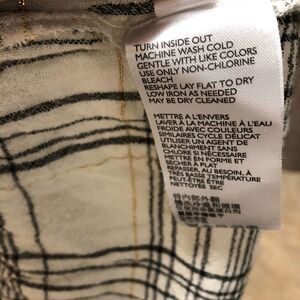 TURN INSIDE OUT
MACHINE WASH COLD
GENTLE WITH LIKE COLORS
USE ONLY NON-CHLORINE
BLEACH
RESHAPE LAY FLAT TO DRY
LOW IRON AS NEEDED
MAY BE DRY CLEANED
METTRE À L'ENVERS
LAVER À LA MACHINE À L'EAU
FROIDE AVEC COULEURS
SIMILAIRES CYCLE DÉLICAT
UTILISER UN AGENT DE
BLANCHIMENT SANS
CHLORE SI NÉCESSAIRE
METTRE EN FORME ET
SÉCHER À PLAT
REPASSER, AU BESOIN, À
TRÈS BASSE TEMPÉRATURE
PEUT-ÊTRE ÊTRE
NETTOYÉE SEC